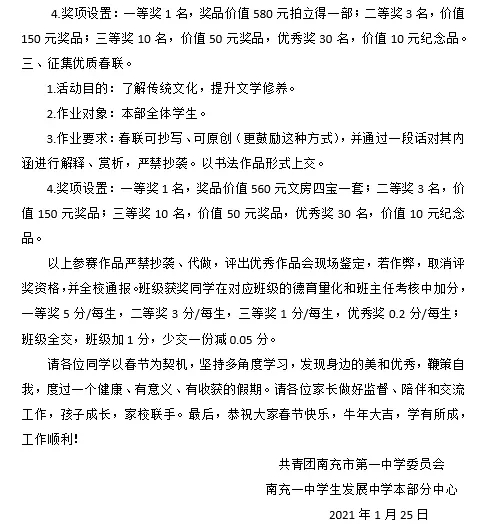 4.奖项设置：一等奖 1 名，奖品价值 580 元拍立得一部；二等奖 3 名，价值
150 元奖品；三等奖 10 名，价值 50 元奖品，优秀奖 30 名，价值 10 元纪念品。
三、征集优质春联。
1.活动目的：了解传统文化，提升文学修养。
2.作业对象：本部全体学生。
3.作业要求：春联可抄写、可原创（更鼓励这种方式），并通过一段话对其内
涵进行解释、赏析，严禁抄袭。以书法作品形式上交。
4.奖项设置：一等奖 1 名，奖品价值 560 元文房四宝一套；二等奖 3 名，价
值 150 元奖品；三等奖 10 名，价值 50 元奖品，优秀奖 30 名，价值 10 元纪念
品。
以上参赛作品严禁抄袭、代做，评出优秀作品会现场鉴定，若作弊，取消评
奖资格，并全校通报。班级获奖同学在对应班级的德育量化和班主任考核中加分，
一等奖 5 分/每生，二等奖 3 分/每生，三等奖 1 分/每生，优秀奖 0.2 分/每生；
班级全交，班级加 1 分，少交一份减 0.05 分。
请各位同学以春节为契机，坚持多角度学习，发现身边的美和优秀，鞭策自
我，度过一个健康、有意义、有收获的假期。请各位家长做好监督、陪伴和交流
工作，孩子成长，家校联手。最后，恭祝大家春节快乐，牛年大吉，学有所成，
工作顺利！
共青团南充市第一中学委员会
南充一中学生发展中学本部分中心
2021 年 1 月 25 日